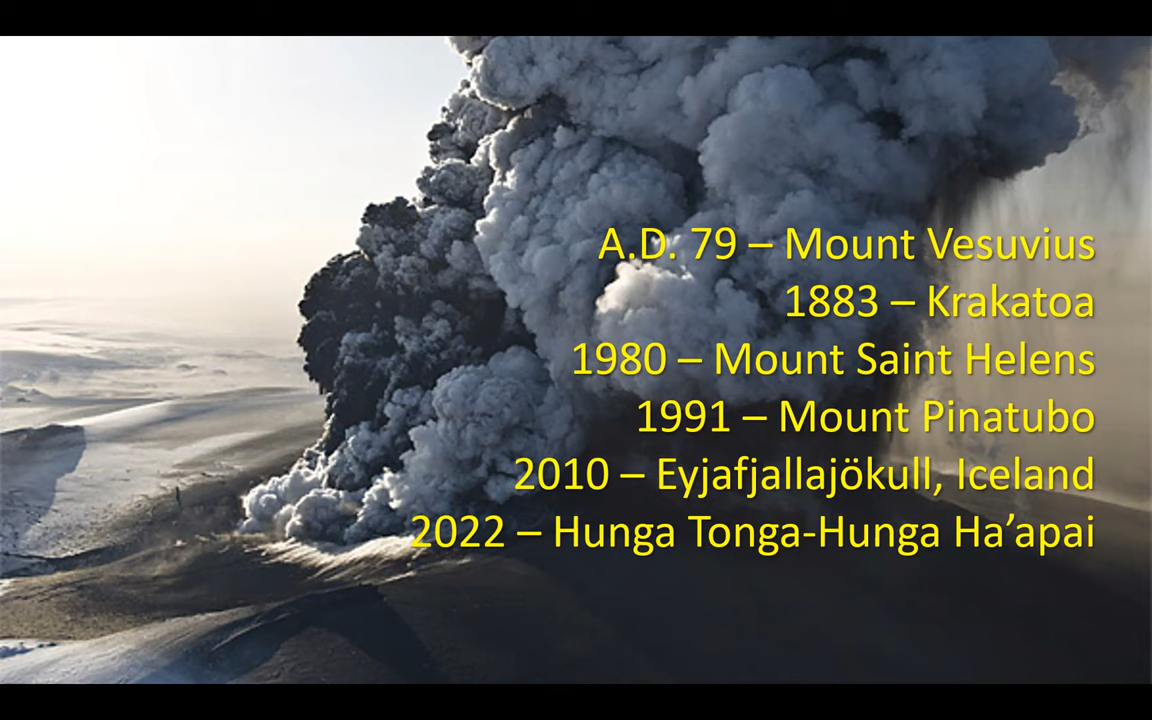 A.D. 79 – Mount Vesuvius
1883 – Krakatoa
1980 – Mount Saint Helens
1991 – Mount Pinatubo
2010 – Eyjafjallajökull, Iceland
2022 – Hunga Tonga-Hunga Ha’apai